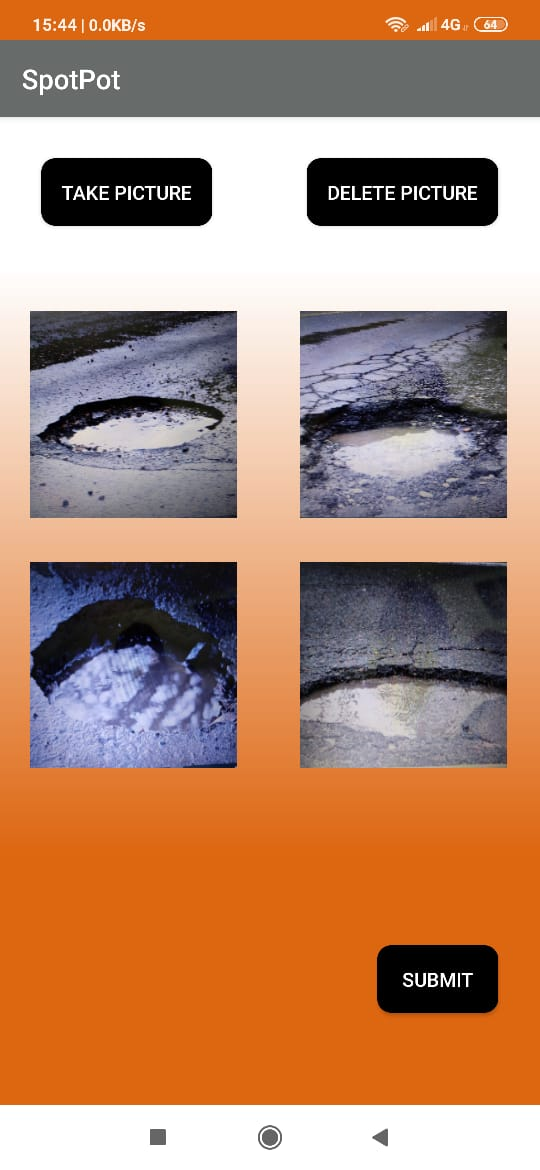 15:44 | 0.0KB/s 4G 64
SpotPot
TAKE PICTURE DELETE PICTURE
SUBMIT